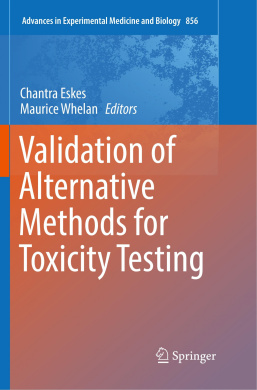 Advances in Experimental Medicine and Biology 856
Chantra Eskes
Maurice Whelan Editors
Validation of
Alternative
Methods for
Toxicity Testing
Springer